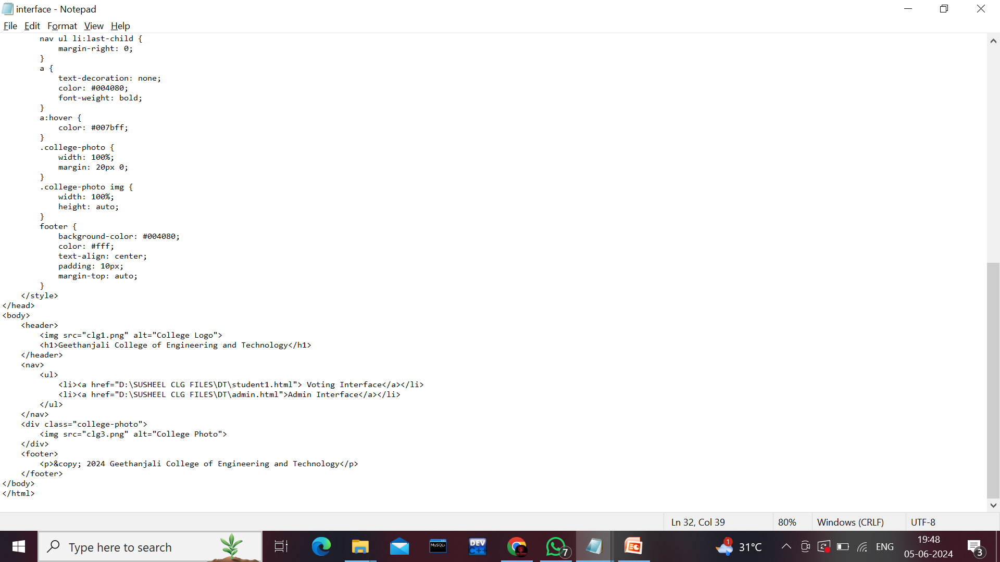 interface - Notepad
File Edit Format View Help
        nav ul li:last-child {
            margin-right: 0;
        }
        a {
            text-decoration: none;
            color: #004080;
            font-weight: bold;
        }
        a:hover {
            color: #007bff;
        }
        .college-photo {
            width: 100%;
            margin: 20px 0;
        }
        .college-photo img {
            width: 100%;
            height: auto;
        }
        footer {
            background-color: #004080;
            color: #fff;
            text-align: center;
            padding: 10px;
            margin-top: auto;
        }
    </style>
</head>
<body>
    <header>
        <img src="clg1.png" alt="College Logo">
        <h1>Geethanjali College of Engineering and Technology</h1>
    </header>
    <nav>
        <ul>
            <li><a href="D:\SUSHEEL CLG FILES\DT\student1.html"> Voting Interface</a></li>
            <li><a href="D:\SUSHEEL CLG FILES\DT\admin.html">Admin Interface</a></li>
        </ul>
    </nav>
    <div class="college-photo">
        <img src="clg3.png" alt="College Photo">
    </div>
    <footer>
        <p>&copy; 2024 Geethanjali College of Engineering and Technology</p>
    </footer>
</body>
</html>
Ln 32, Col 39 80% Windows (CRLF) UTF-8
Type here to search
MySQL
DEV C++
7
1
31°C
ENG
19:48
05-06-2024
3